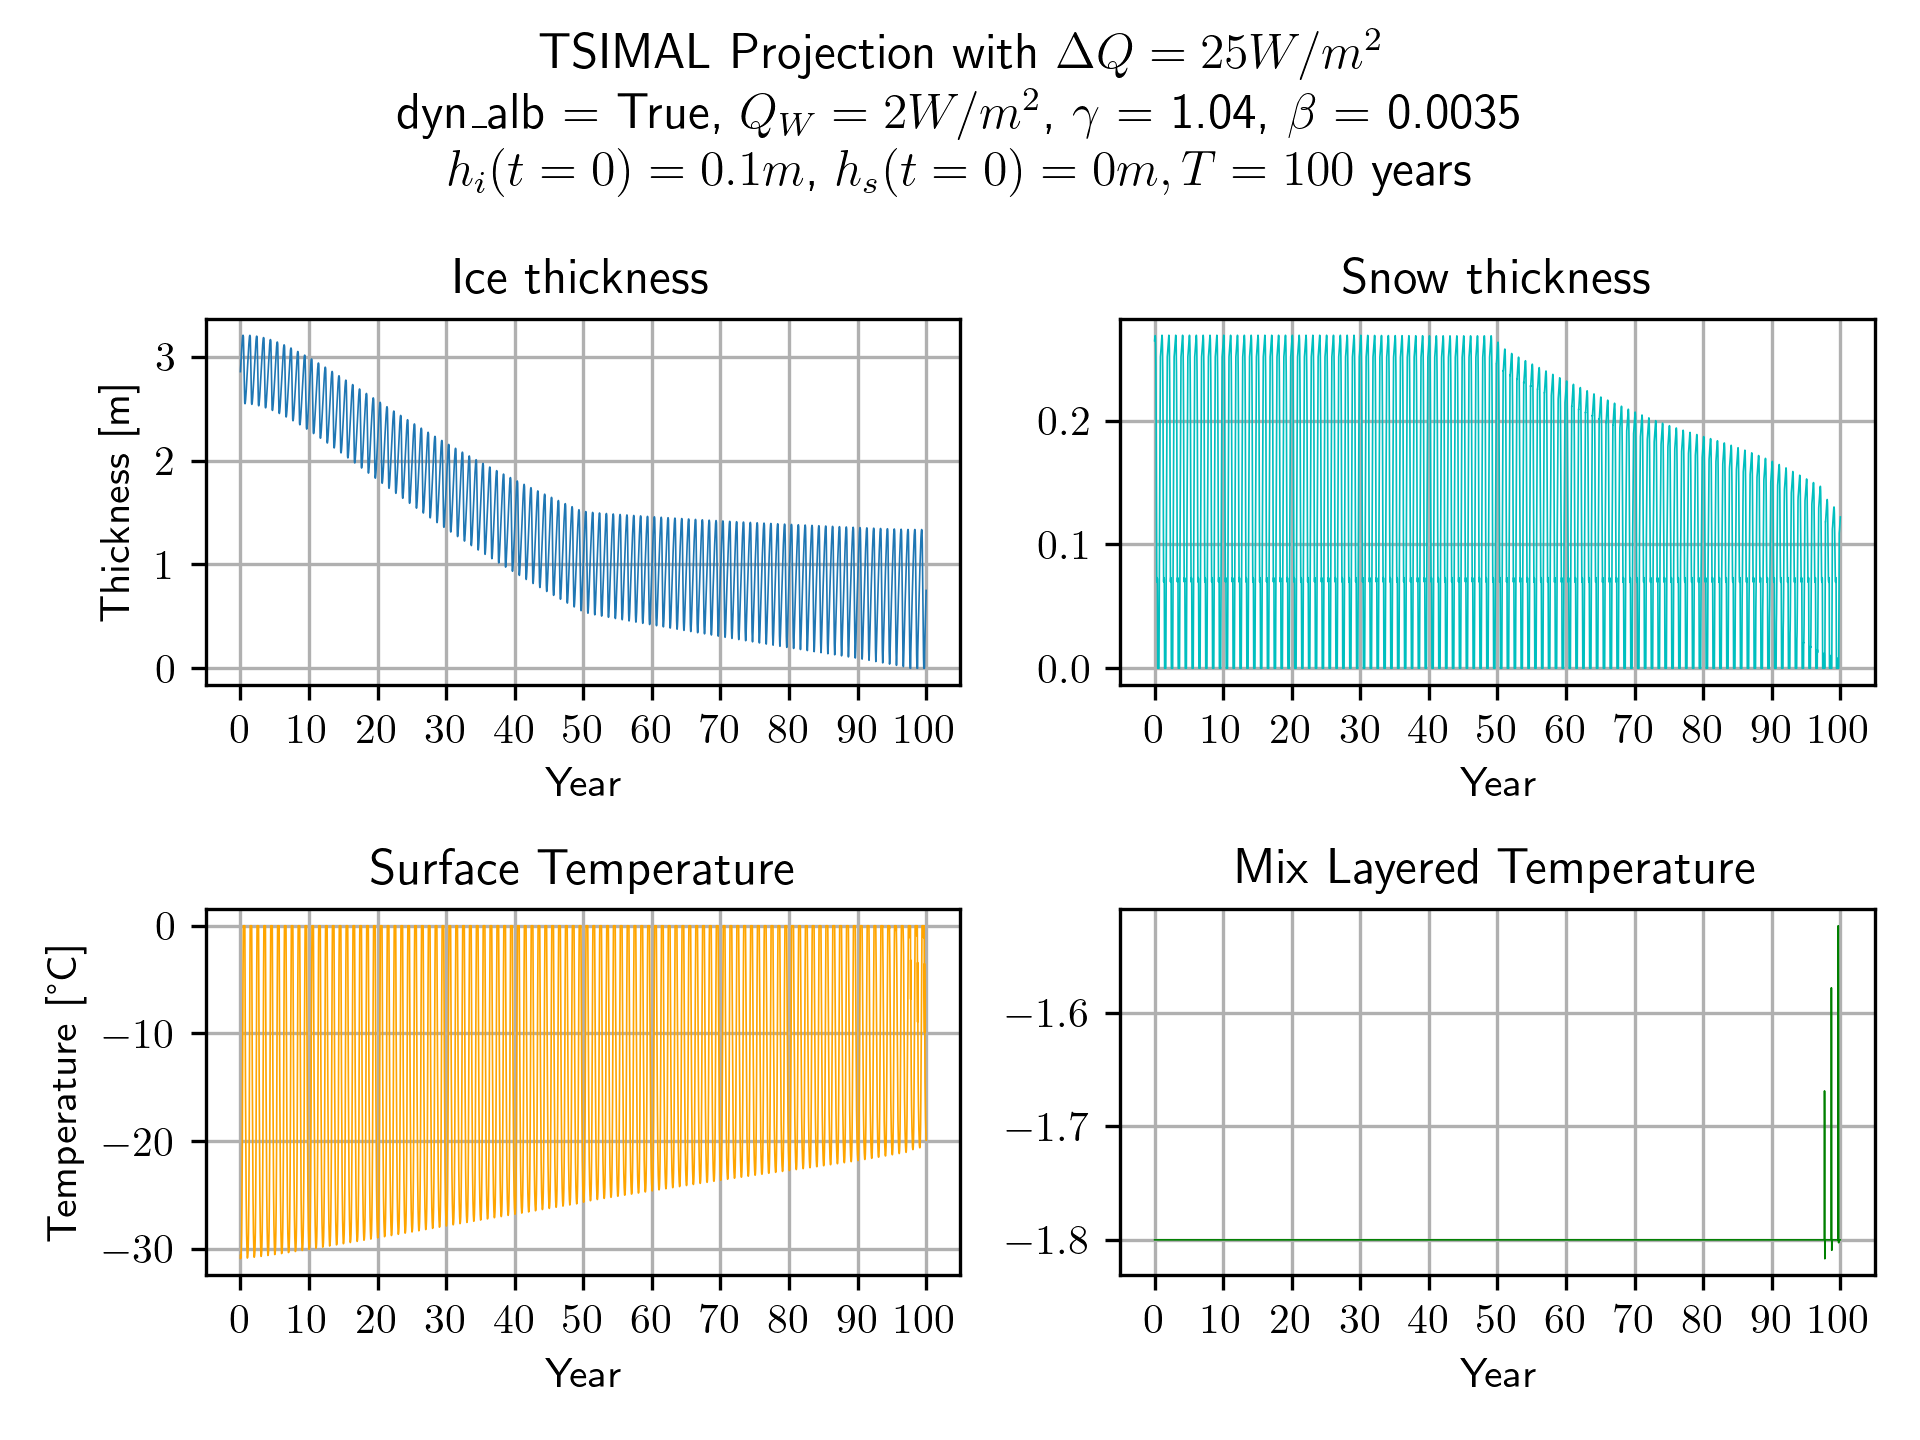 TSIMAL Projection with ΔQ = 25W/m²
dyn_alb = True, Q_W = 2W/m², γ = 1.04, β = 0.0035
h_i(t = 0) = 0.1m, h_s(t = 0) = 0m, T = 100 years
Ice thickness
Thickness [m]
3
2
1
0
0 10 20 30 40 50 60 70 80 90 100
Year
Snow thickness
0.2
0.1
0.0
0 10 20 30 40 50 60 70 80 90 100
Year
Surface Temperature
Temperature [°C]
0
−10
−20
−30
0 10 20 30 40 50 60 70 80 90 100
Year
Mix Layered Temperature
−1.6
−1.7
−1.8
0 10 20 30 40 50 60 70 80 90 100
Year